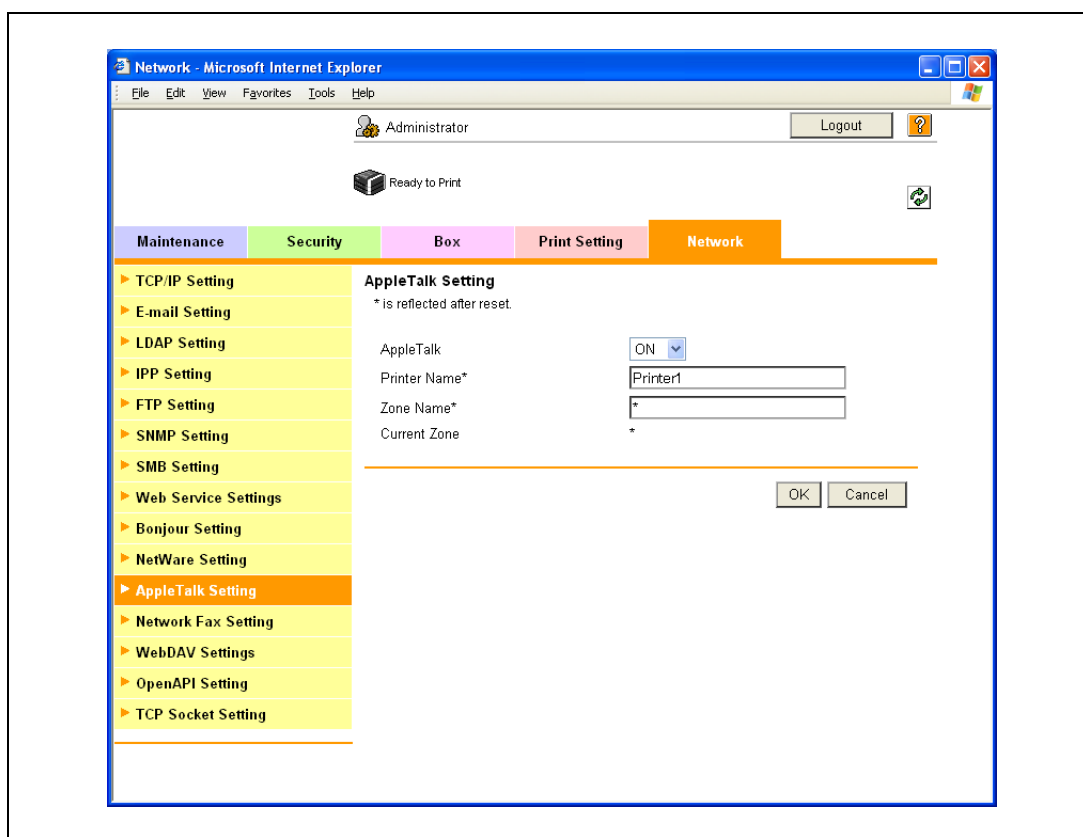 Network - Microsoft Internet Explorer
File Edit View Favorites Tools Help
Administrator Logout ?
Ready to Print
Maintenance Security Box Print Setting Network
TCP/IP Setting
E-mail Setting
LDAP Setting
IPP Setting
FTP Setting
SNMP Setting
SMB Setting
Web Service Settings
Bonjour Setting
NetWare Setting
AppleTalk Setting
Network Fax Setting
WebDAV Settings
OpenAPI Setting
TCP Socket Setting
AppleTalk Setting
* is reflected after reset.
AppleTalk ON
Printer Name* Printer1
Zone Name* *
Current Zone *
OK Cancel